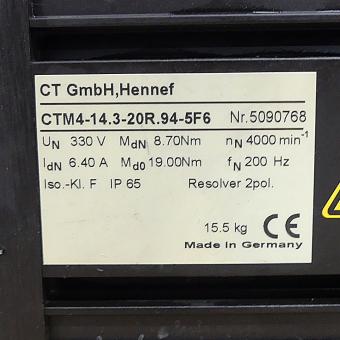 CT GmbH,Hennef
CTM4-14.3-20R.94-5F6 Nr.5090768
UN 330 V MdN 8.70Nm nN 4000 min-1
IdN 6.40 A Md0 19.00Nm fN 200 Hz
Iso.-Kl. F IP 65 Resolver 2pol.
15.5 kg CE
Made in Germany